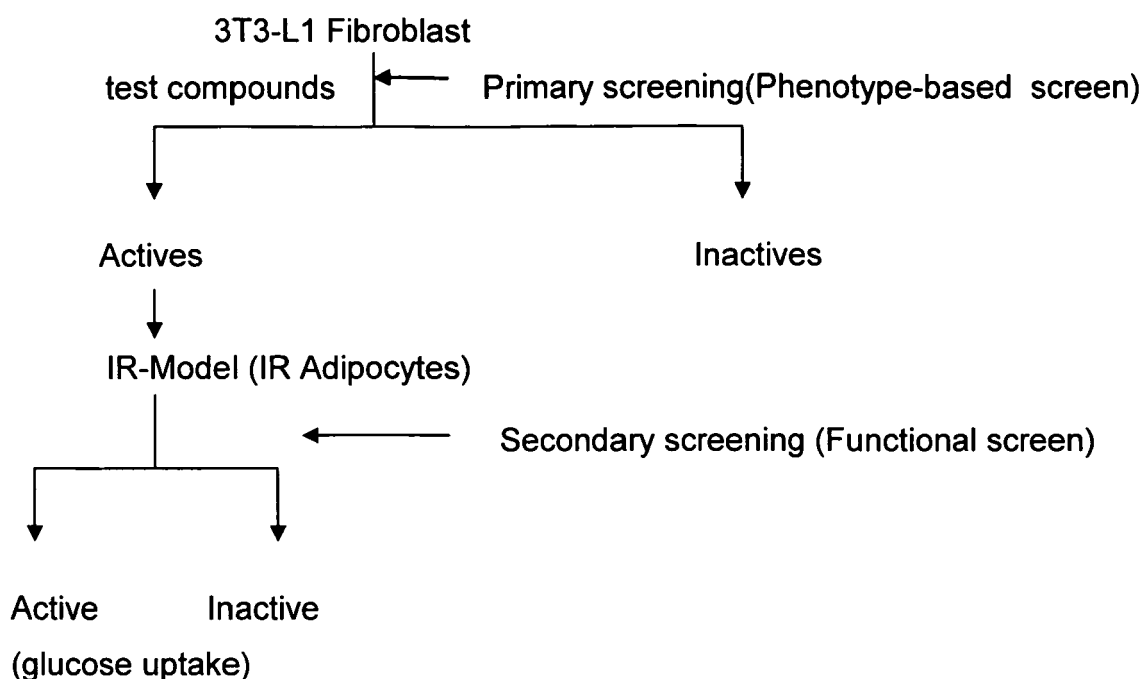 3T3-L1 Fibroblast
test compounds
Primary screening(Phenotype-based screen)
Actives
Inactives
IR-Model (IR Adipocytes)
Secondary screening (Functional screen)
Active
Inactive
(glucose uptake)